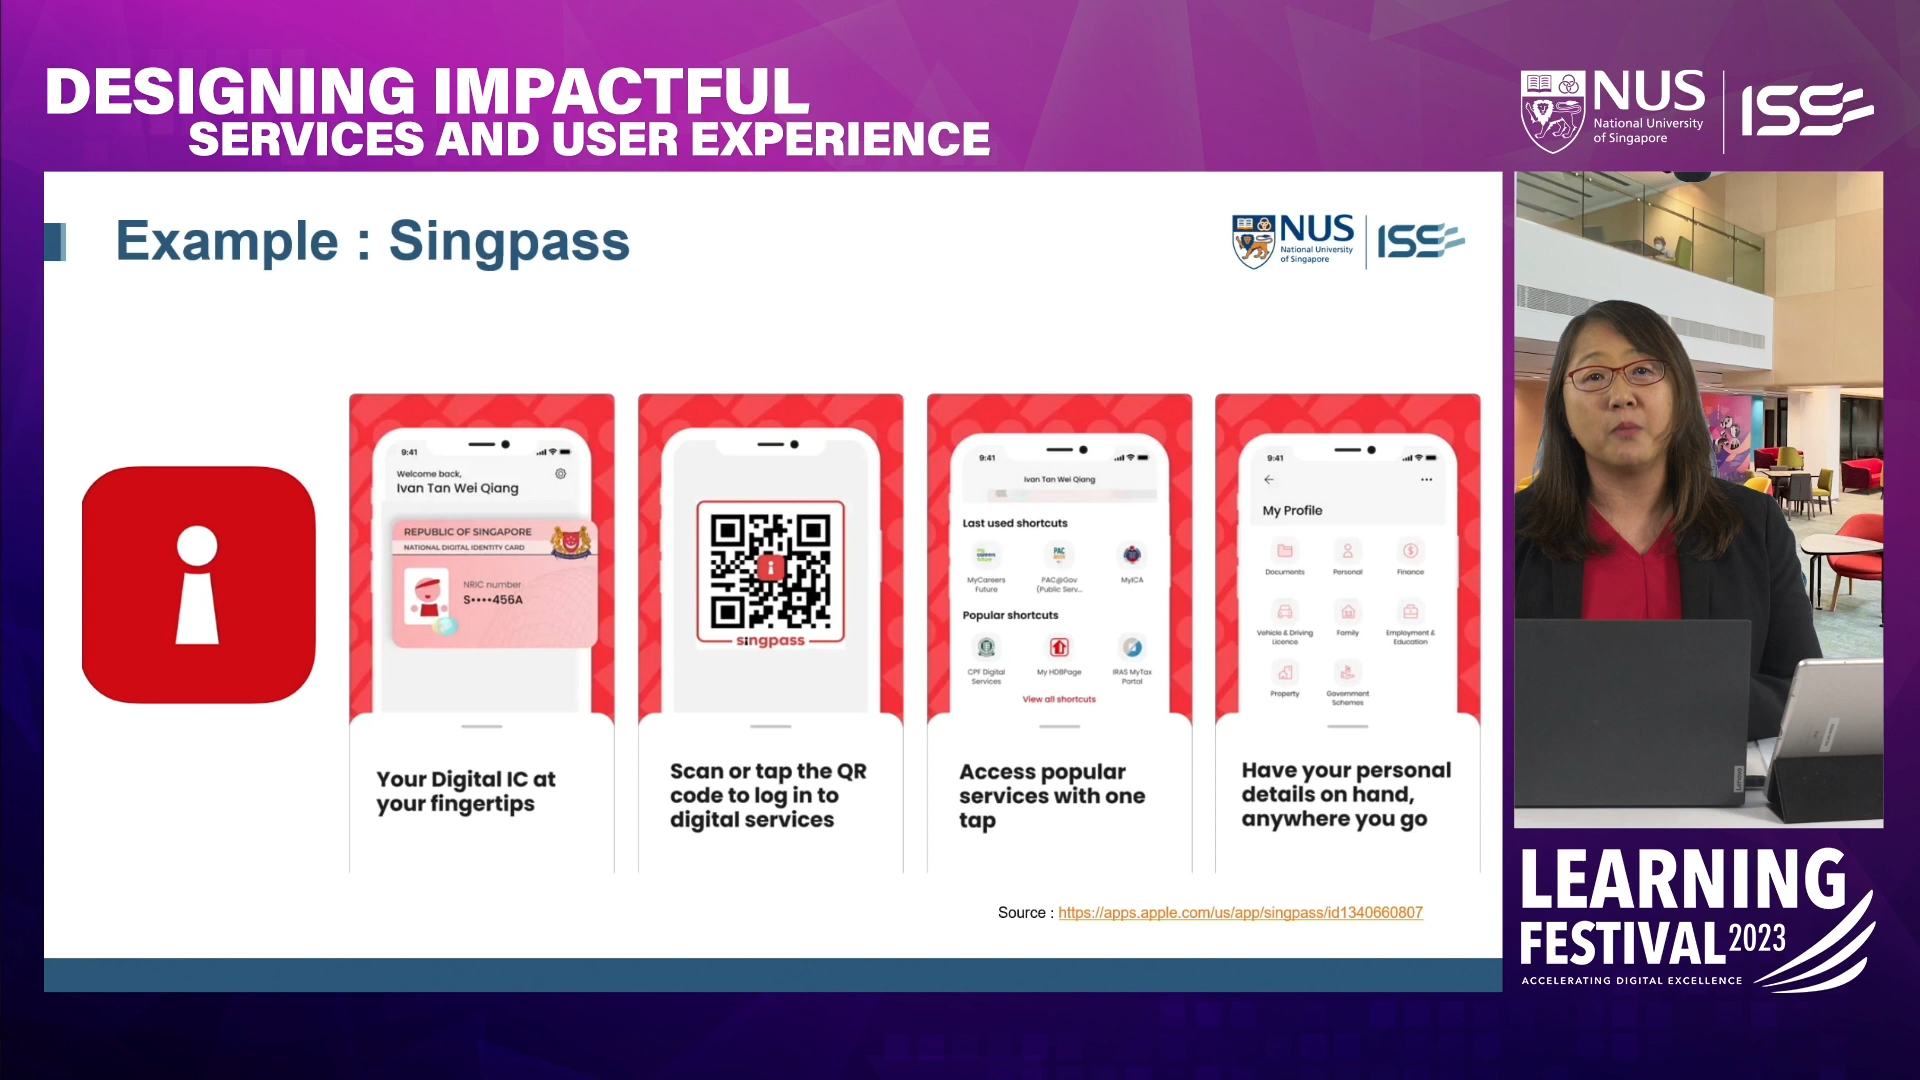 DESIGNING IMPACTFUL
SERVICES AND USER EXPERIENCE
NUS
National University
of Singapore
ISS
Example : Singpass
NUS
National University
of Singapore
ISS
9:41
Welcome back,
Ivan Tan Wei Qiang
REPUBLIC OF SINGAPORE
NATIONAL DIGITAL IDENTITY CARD
NRIC number
S••••456A
Your Digital IC at
your fingertips
singpass
Scan or tap the QR
code to log in to
digital services
9:41
Ivan Tan Wei Qiang
Last used shortcuts
MyCareers
Future
PAC@Gov
(Public Serv...
MyICA
Popular shortcuts
CPF Digital
Services
My HDBPage
IRAS MyTax
Portal
View all shortcuts
Access popular
services with one
tap
9:41
My Profile
Documents
Personal
Finance
Vehicle & Driving
Licence
Family
Employment &
Education
Property
Government
Schemes
Have your personal
details on hand,
anywhere you go
Source : https://apps.apple.com/us/app/singpass/id1340660807
Lenovo
LEARNING
FESTIVAL 2023
ACCELERATING DIGITAL EXCELLENCE